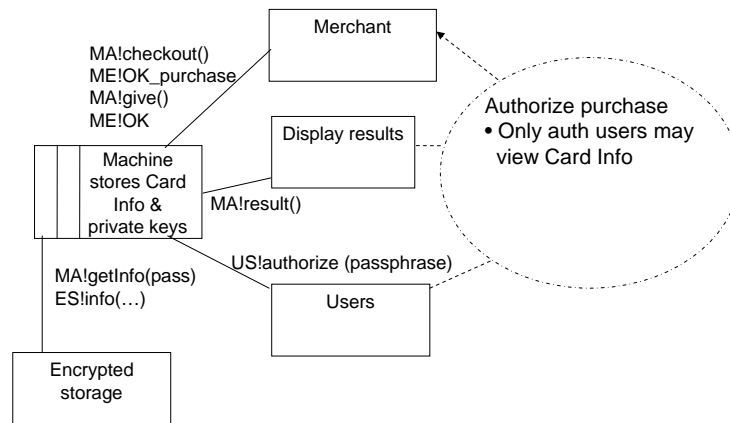 Merchant
MA!checkout()
ME!OK_purchase
MA!give()
ME!OK
Authorize purchase
• Only auth users may
view Card Info
Display results
Machine
stores Card
Info &
private keys
MA!result()
US!authorize (passphrase)
MA!getInfo(pass)
ES!info(…)
Users
Encrypted
storage